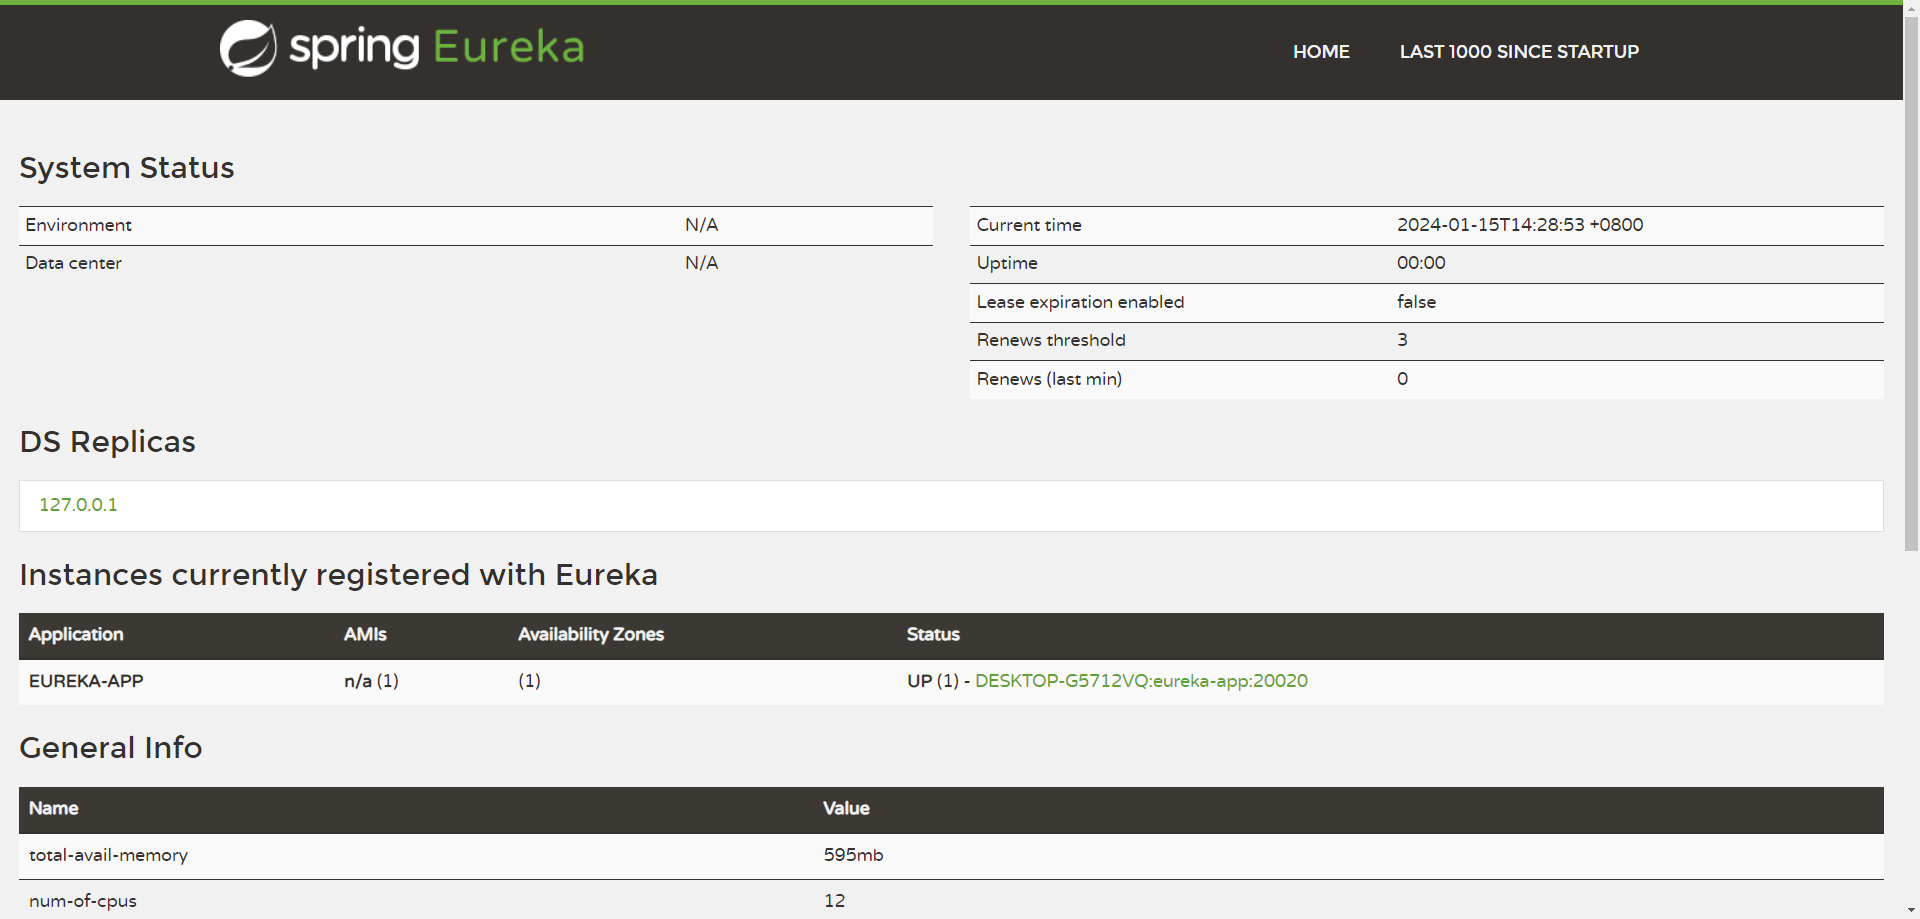 spring Eureka
HOME LAST 1000 SINCE STARTUP
System Status
Environment N/A
Data center N/A
Current time 2024-01-15T14:28:53 +0800
Uptime 00:00
Lease expiration enabled false
Renews threshold 3
Renews (last min) 0
DS Replicas
127.0.0.1
Instances currently registered with Eureka
Application AMIs Availability Zones Status
EUREKA-APP n/a (1) (1) UP (1) - DESKTOP-G5712VQ:eureka-app:20020
General Info
Name Value
total-avail-memory 595mb
num-of-cpus 12